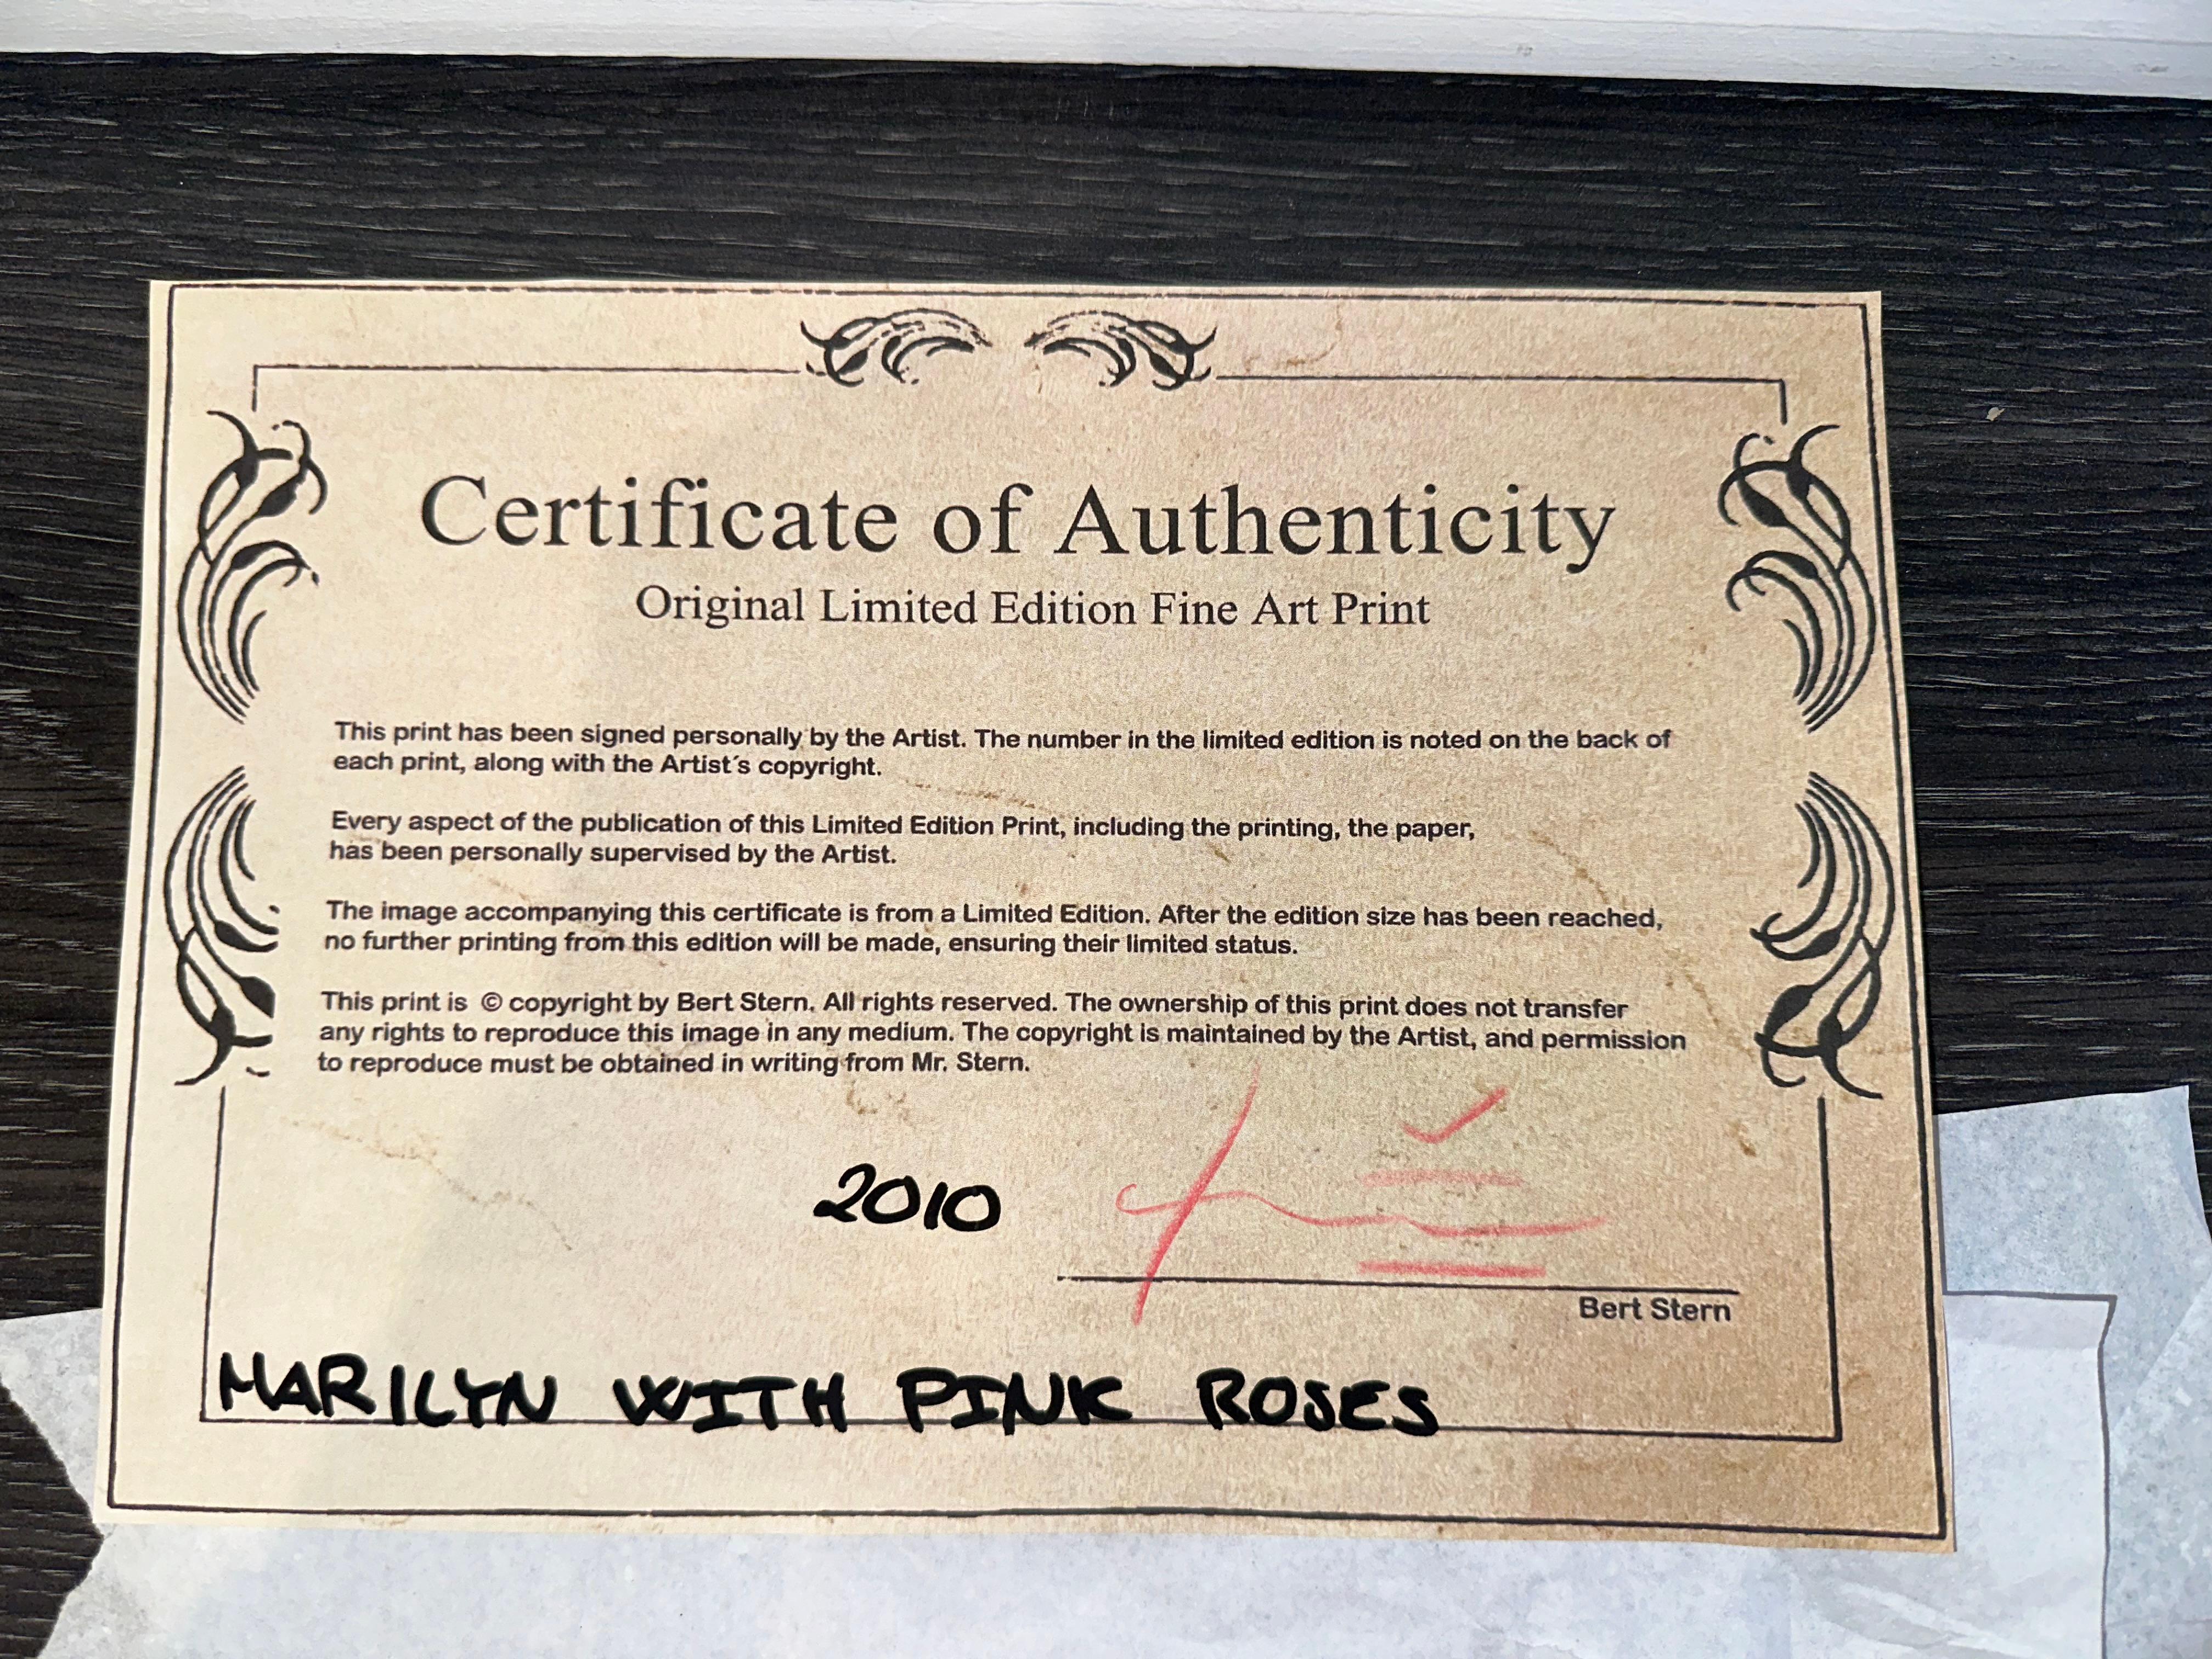 Certificate of Authenticity
Original Limited Edition Fine Art Print
This print has been signed personally by the Artist. The number in the limited edition is noted on the back of
each print, along with the Artist´s copyright.
Every aspect of the publication of this Limited Edition Print, including the printing, the paper,
has been personally supervised by the Artist.
The image accompanying this certificate is from a Limited Edition. After the edition size has been reached,
no further printing from this edition will be made, ensuring their limited status.
This print is © copyright by Bert Stern. All rights reserved. The ownership of this print does not transfer
any rights to reproduce this image in any medium. The copyright is maintained by the Artist, and permission
to reproduce must be obtained in writing from Mr. Stern.
2010
Bert Stern
MARILYN WITH PINK ROSES